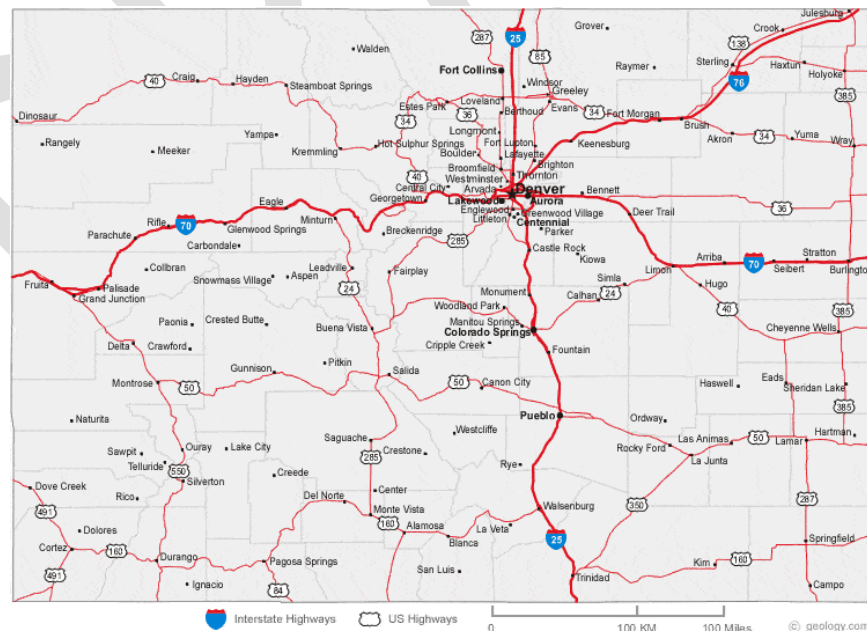 Julesburg
Grover
Crook
287
25
138
85
Walden
Raymer
Sterling
Haxtun
Holyoke
Fort Collins
76
40
Craig
Hayden
Steamboat Springs
Windsor
Greeley
385
Estes Park
Loveland
Berthoud
Evans
34
Fort Morgan
Dinosaur
34
36
Brush
Longmont
Akron
34
Yuma
Wray
Rangely
Meeker
Yampa
Kremmling
Hot Sulphur Springs
Fort Lupton
Keenesburg
Boulder
Lafayette
Brighton
Broomfield
40
Westminster
Thornton
Central City
Arvada
Denver
Bennett
Georgetown
Lakewood
Aurora
Eagle
Englewood
Greenwood Village
36
Rifle
70
Minturn
Littleton
Centennial
Deer Trail
Parachute
Glenwood Springs
Breckenridge
Parker
Carbondale
285
Castle Rock
Kiowa
Arriba
70
Stratton
Collbran
Leadville
Fairplay
Limon
Seibert
Burlington
Fruita
Palisade
Snowmass Village
Aspen
Simla
Hugo
Grand Junction
24
Monument
Calhan
24
Woodland Park
40
385
Paonia
Crested Butte
Buena Vista
Manitou Springs
Colorado Springs
Cheyenne Wells
Delta
Crawford
Cripple Creek
Fountain
Gunnison
Pitkin
Salida
Montrose
50
50
Canon City
Haswell
Eads
Sheridan Lake
385
Naturita
Pueblo
Ordway
Westcliffe
Hartman
Saguache
Las Animas
50
Lamar
Ouray
Lake City
Rocky Ford
Sawpit
Crestone
Telluride
285
La Junta
550
Rye
Creede
Silverton
Dove Creek
Rico
Center
287
Del Norte
491
Monte Vista
Walsenburg
350
160
Dolores
Alamosa
La Veta
25
Cortez
160
Blanca
Springfield
Durango
Pagosa Springs
160
Kim
San Luis
491
Ignacio
84
Trinidad
Campo
Interstate Highways
US Highways
0
100 KM
100 Miles
© geology.com